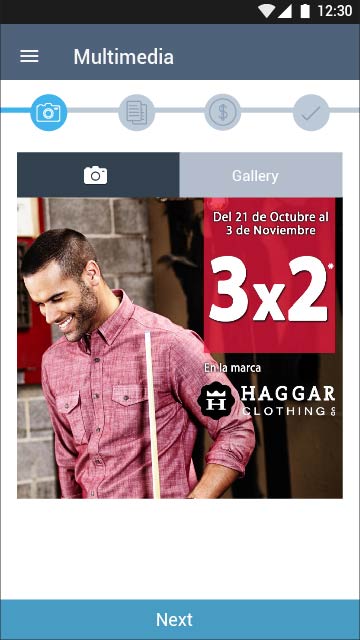 12:30
Multimedia
$
Gallery
Del 21 de Octubre al
3 de Noviembre
3x2*
En la marca
H
HAGGAR
CLOTHING CO
Next